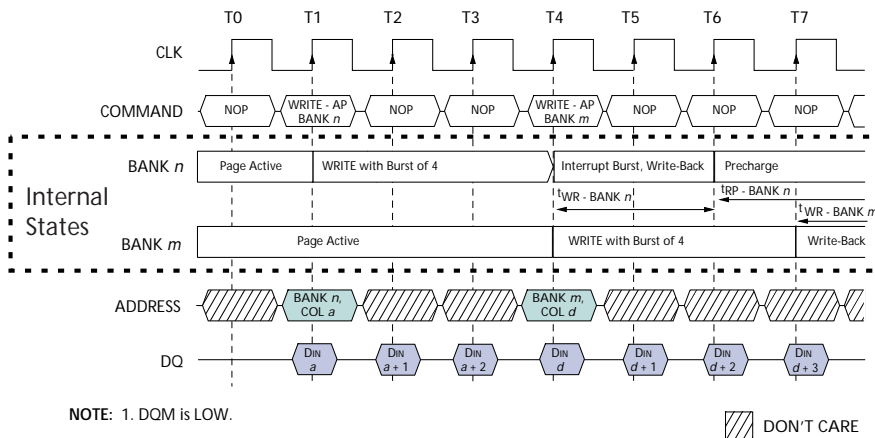 T0 T1 T2 T3 T4 T5 T6 T7
CLK
COMMAND NOP WRITE - AP BANK n NOP NOP WRITE - AP BANK m NOP NOP NOP
Internal States
BANK n Page Active WRITE with Burst of 4 Interrupt Burst, Write-Back Precharge
tWR - BANK n tRP - BANK n
tWR - BANK m
BANK m Page Active WRITE with Burst of 4 Write-Back
ADDRESS BANK n, COL a BANK m, COL d
DQ DIN a DIN a + 1 DIN a + 2 DIN d DIN d + 1 DIN d + 2 DIN d + 3
NOTE: 1. DQM is LOW.
DON'T CARE